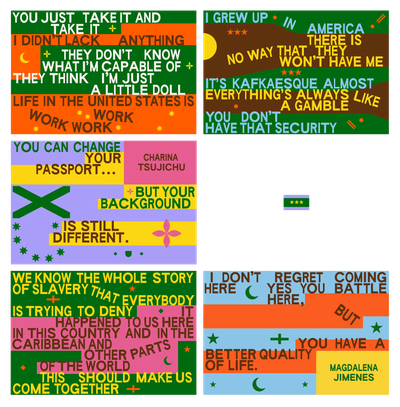 YOU JUST TAKE IT AND
TAKE IT
I DIDN'T LACK ANYTHING
THEY DON'T KNOW
WHAT I'M CAPABLE OF
THEY THINK I'M JUST
A LITTLE DOLL
LIFE IN THE UNITED STATES IS
WORK WORK
WORK WORK
I GREW UP IN AMERICA
THERE IS
NO WAY THAT THEY
WON'T HAVE ME
IT'S KAFKAESQUE ALMOST
EVERYTHING'S ALWAYS LIKE
A GAMBLE
YOU DON'T
HAVE THAT SECURITY
YOU CAN CHANGE
YOUR
PASSPORT...
CHARINA
TSUJICHU
BUT YOUR
BACKGROUND
IS STILL
DIFFERENT.
WE KNOW THE WHOLE STORY
OF SLAVERY THAT EVERYBODY
IS TRYING TO DENY IT
HAPPENED TO US HERE
IN THIS COUNTRY AND IN THE
CARIBBEAN AND
OTHER PARTS
OF THE WORLD
THIS SHOULD MAKE US
COME TOGETHER
I DON'T REGRET COMING
HERE YES YOU BATTLE
HERE,
BUT
YOU HAVE A
BETTER QUALITY
OF LIFE.
MAGDALENA
JIMENES